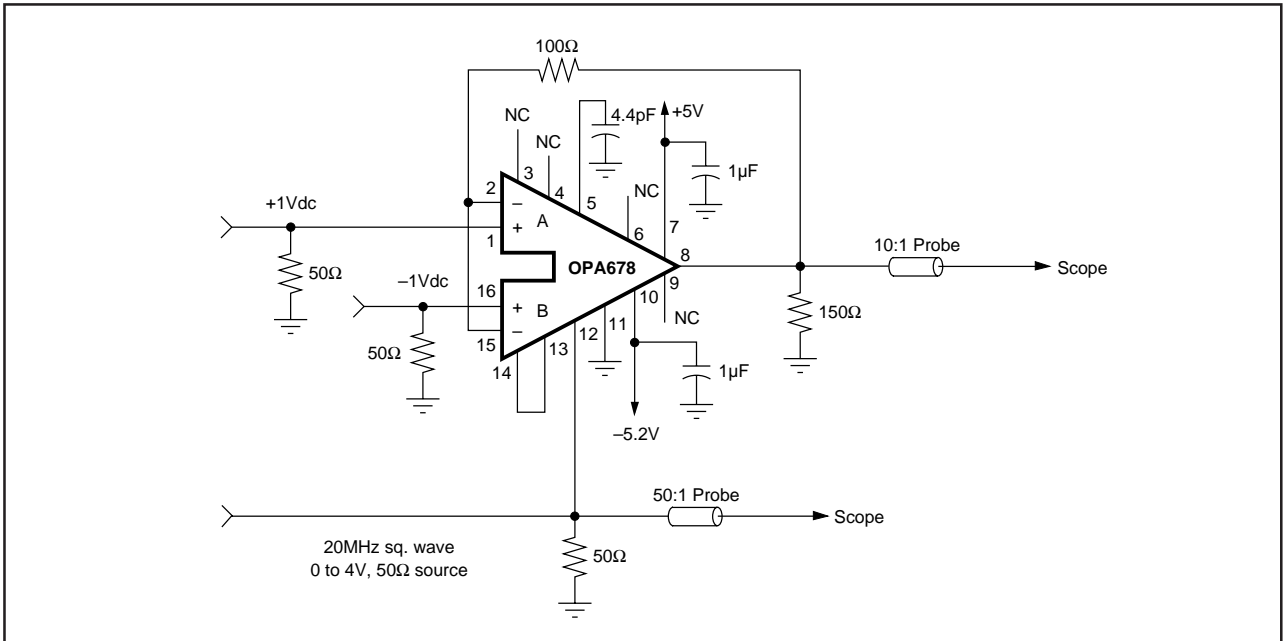 100Ω
NC
4.4pF
+5V
NC
1µF
3
2
4
NC
5
–
A
+1Vdc
+
6
7
1
8
10:1 Probe
50Ω
OPA678
Scope
–1Vdc
16
9
10
+
B
11
NC
150Ω
–
12
50Ω
15
13
14
1µF
–5.2V
50:1 Probe
Scope
20MHz sq. wave
0 to 4V, 50Ω source
50Ω